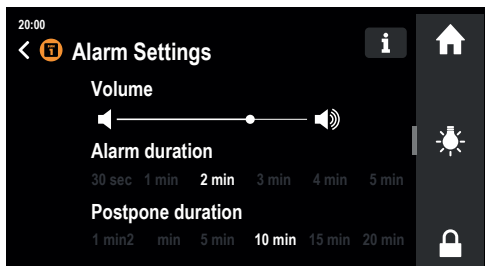 20:00
Alarm Settings
i
Volume
Alarm duration
30 sec 1 min 2 min 3 min 4 min 5 min
Postpone duration
1 min2 min 5 min 10 min 15 min 20 min